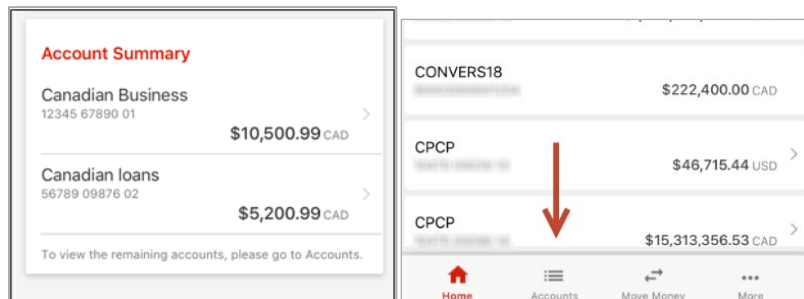 Account Summary
Canadian Business
12345 67890 01
$10,500.99 CAD
Canadian loans
56789 09876 02
$5,200.99 CAD
To view the remaining accounts, please go to Accounts.
CONVERS18
$222,400.00 CAD
CPCP
$46,715.44 USD
CPCP
$15,313,356.53 CAD
Home Accounts Move Money More